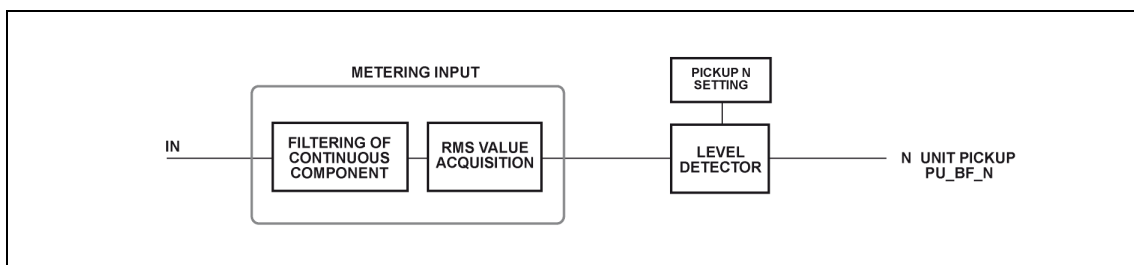 METERING INPUT
PICKUP N
SETTING
IN
FILTERING OF
CONTINUOUS
COMPONENT
RMS VALUE
ACQUISITION
LEVEL
DETECTOR
N UNIT PICKUP
PU_BF_N